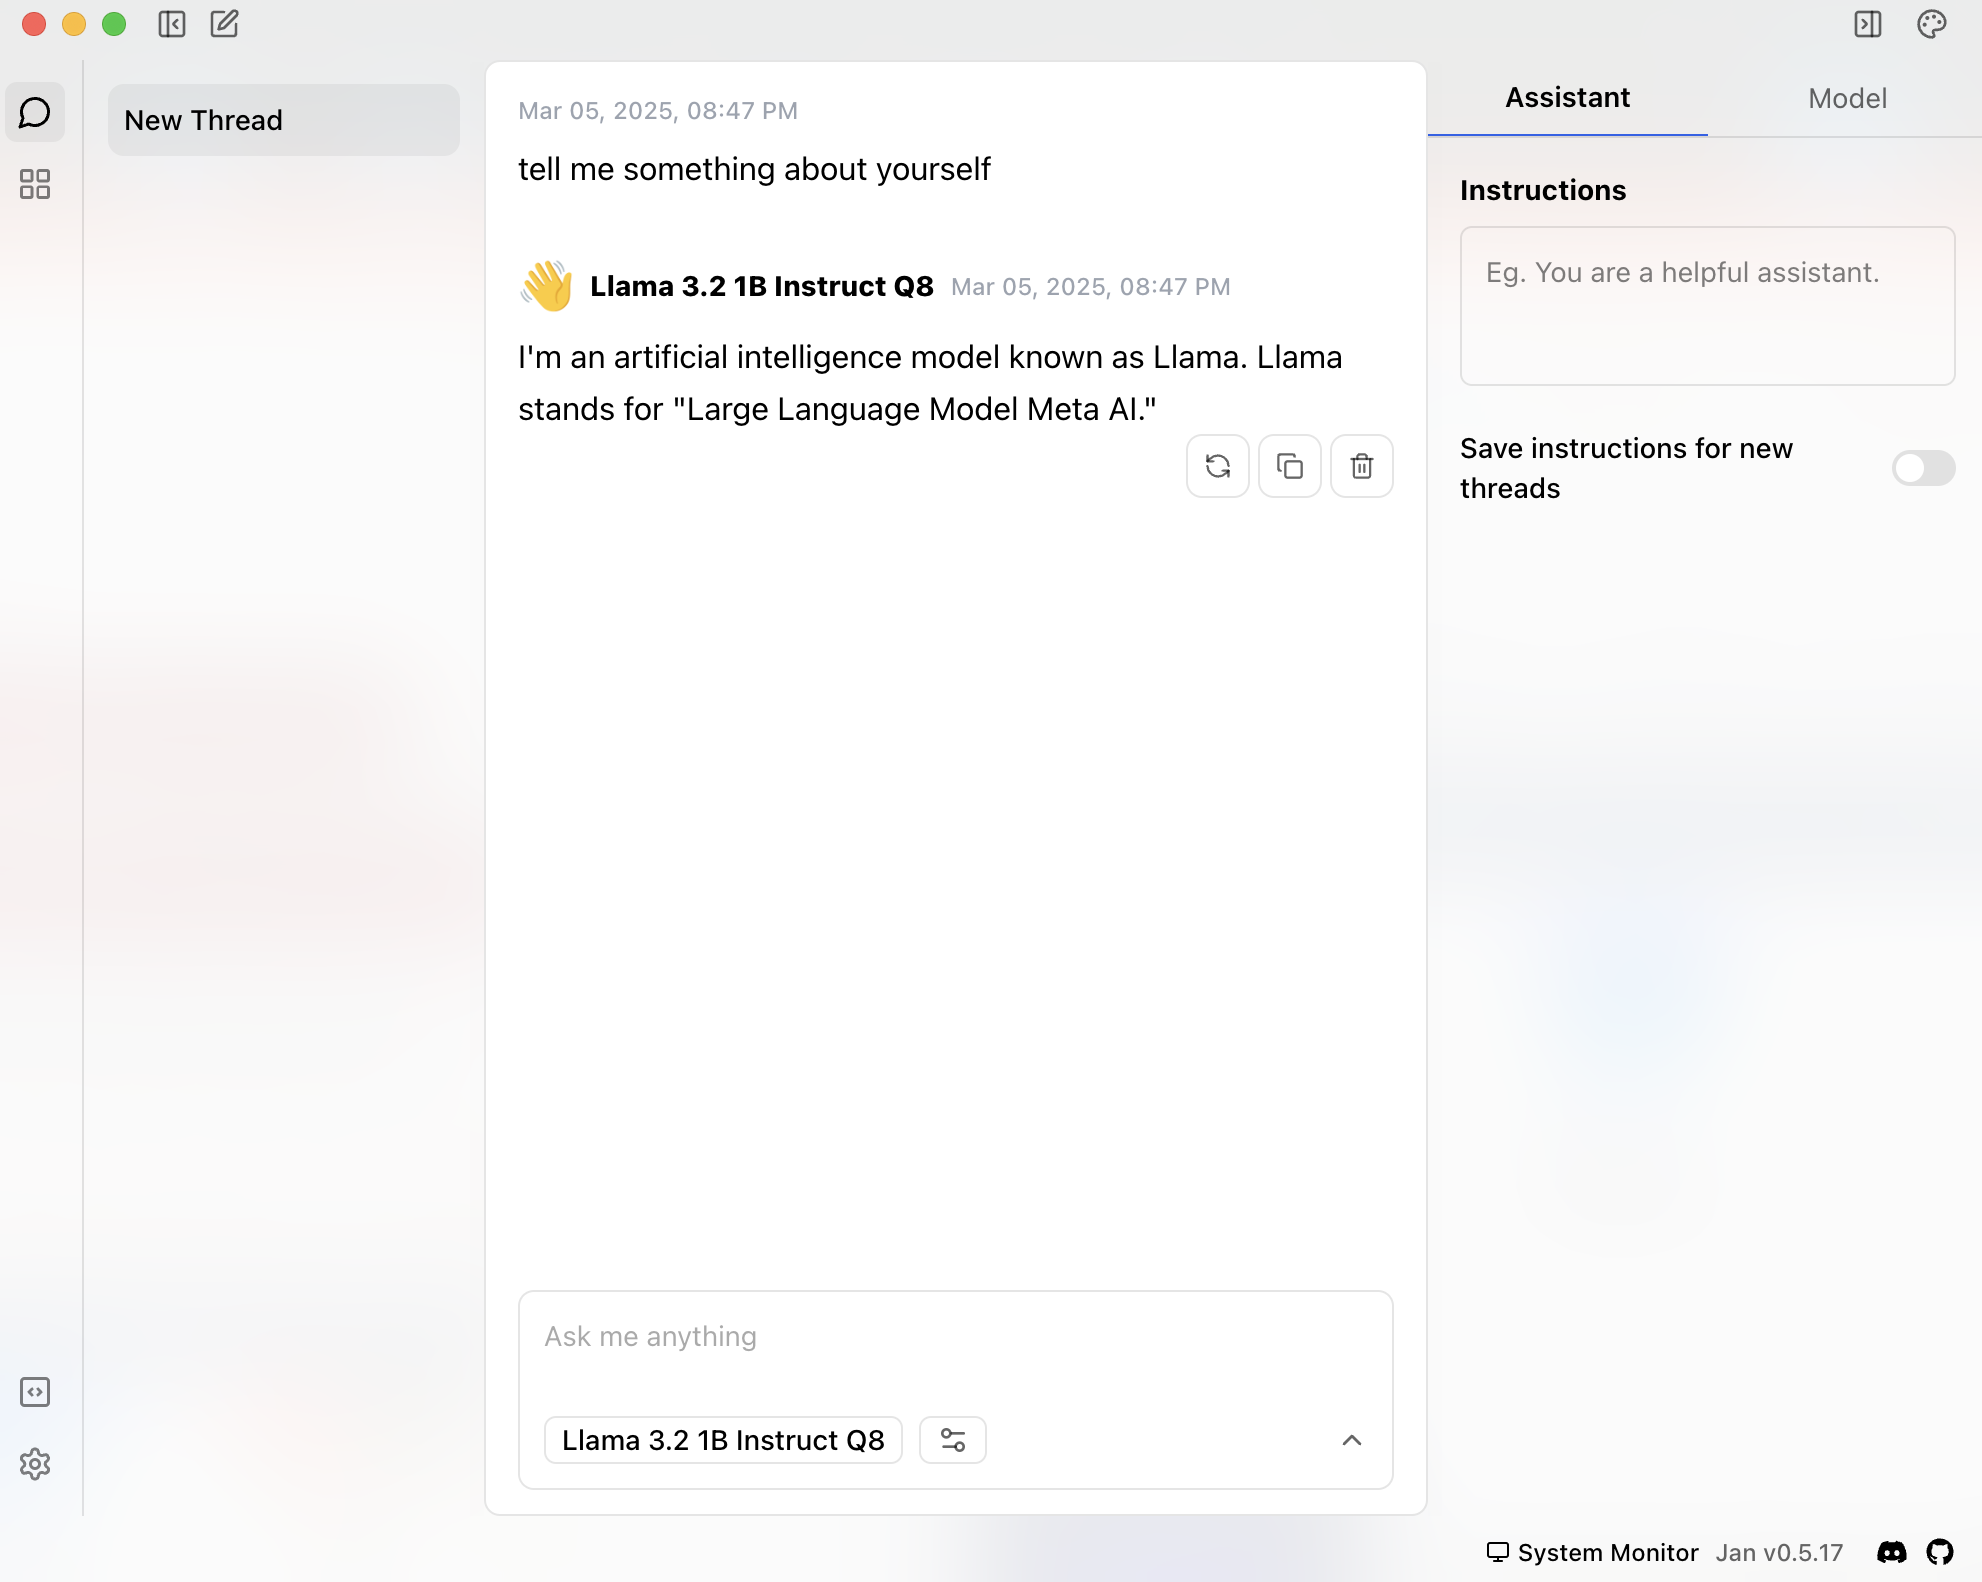 New Thread
Mar 05, 2025, 08:47 PM
tell me something about yourself
Llama 3.2 1B Instruct Q8 Mar 05, 2025, 08:47 PM
I'm an artificial intelligence model known as Llama. Llama
stands for "Large Language Model Meta AI."
Ask me anything
Llama 3.2 1B Instruct Q8
Assistant Model
Instructions
Eg. You are a helpful assistant.
Save instructions for new
threads
System Monitor Jan v0.5.17